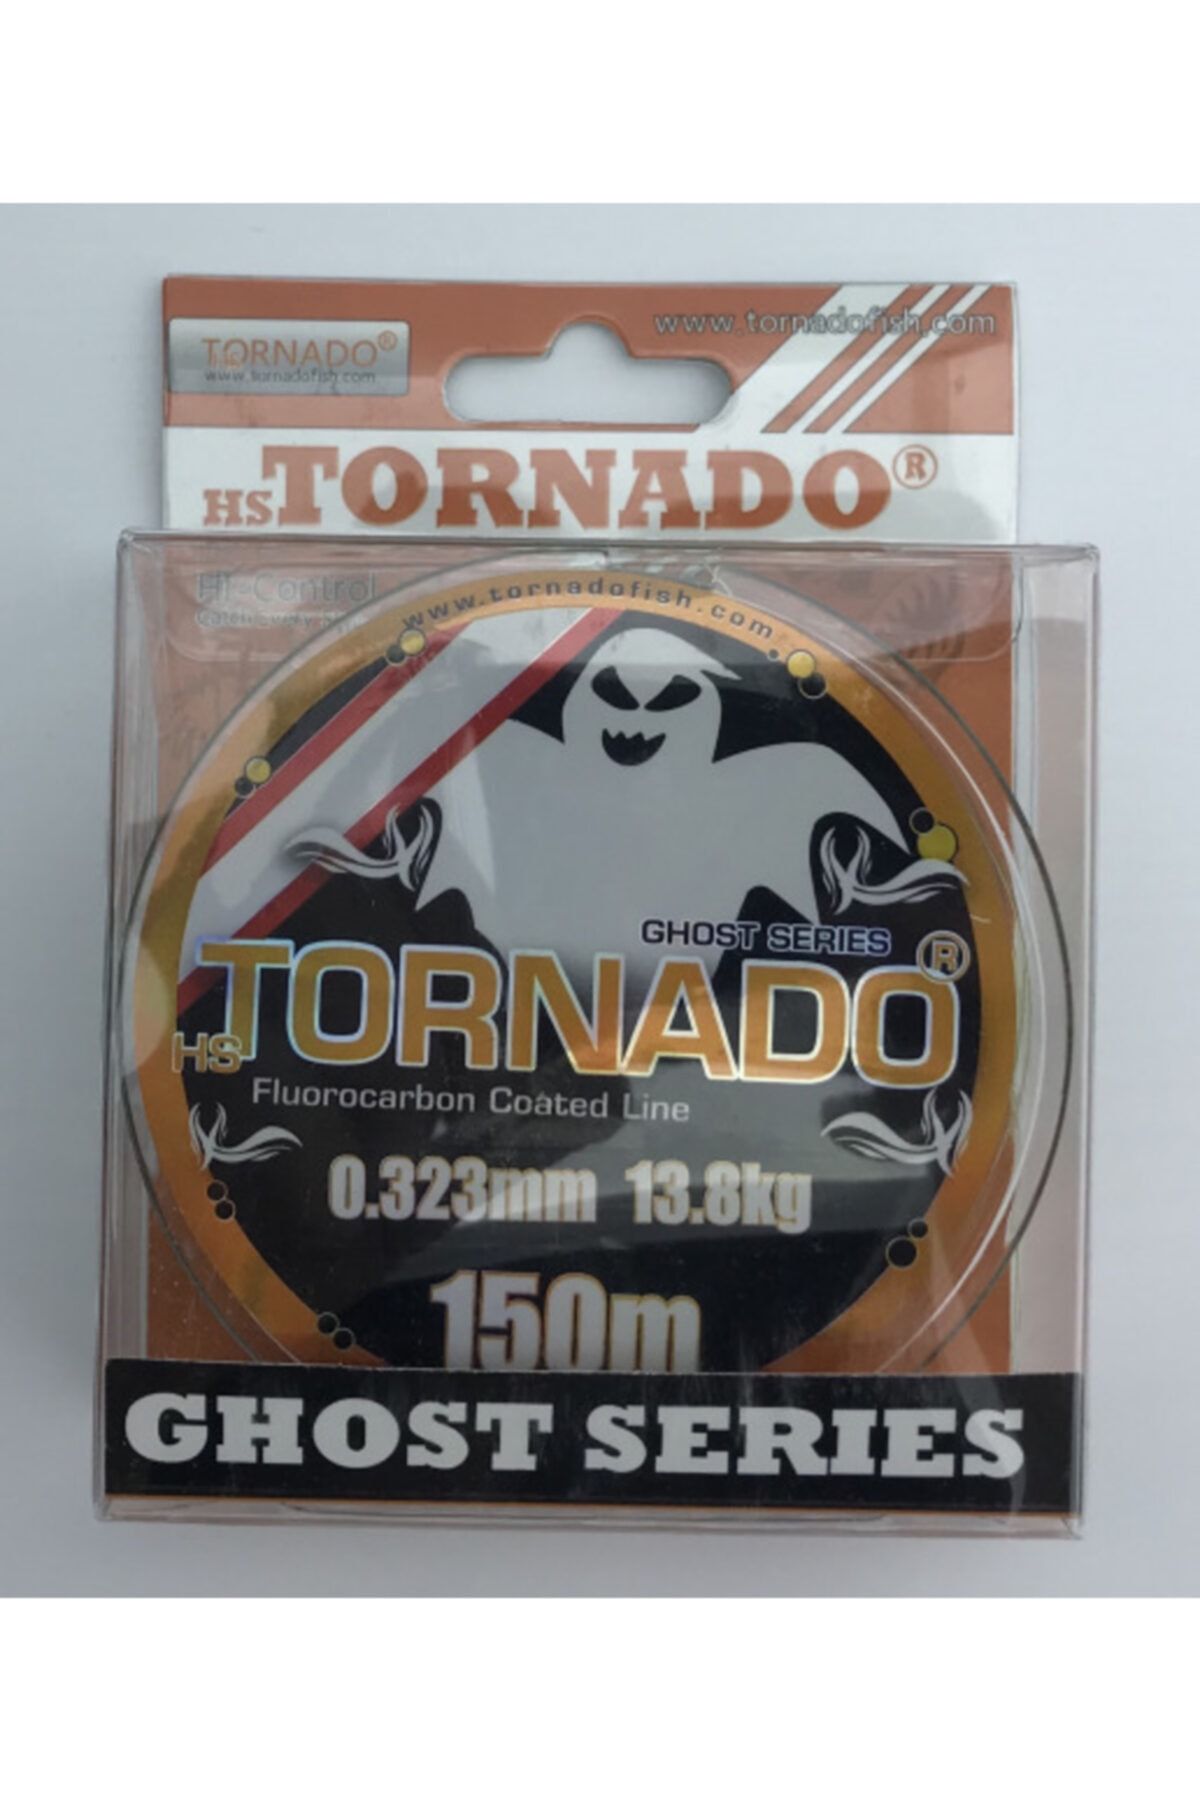 www.tornadofish.com
TORNADO®
HS
www.tornadofish.com
HS TORNADO®
Hi-Control
www.tornadofish.com
GHOST SERIES
HS TORNADO®
Fluorocarbon Coated Line
0.323mm 13.8kg
150m
GHOST SERIES